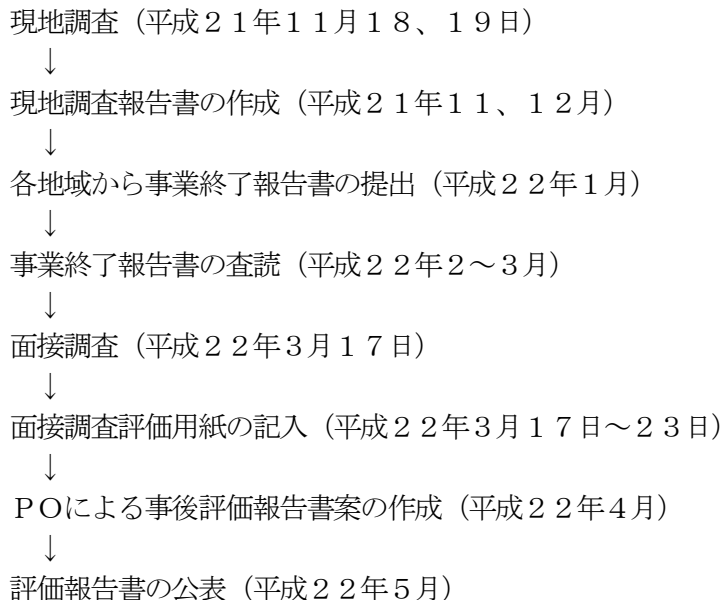 現地調査（平成２１年１１月１８、１９日）
↓
現地調査報告書の作成（平成２１年１１、１２月）
↓
各地域から事業終了報告書の提出（平成２２年１月）
↓
事業終了報告書の査読（平成２２年２～３月）
↓
面接調査（平成２２年３月１７日）
↓
面接調査評価用紙の記入（平成２２年３月１７日～２３日）
↓
ＰＯによる事後評価報告書案の作成（平成２２年４月）
↓
評価報告書の公表（平成２２年５月）